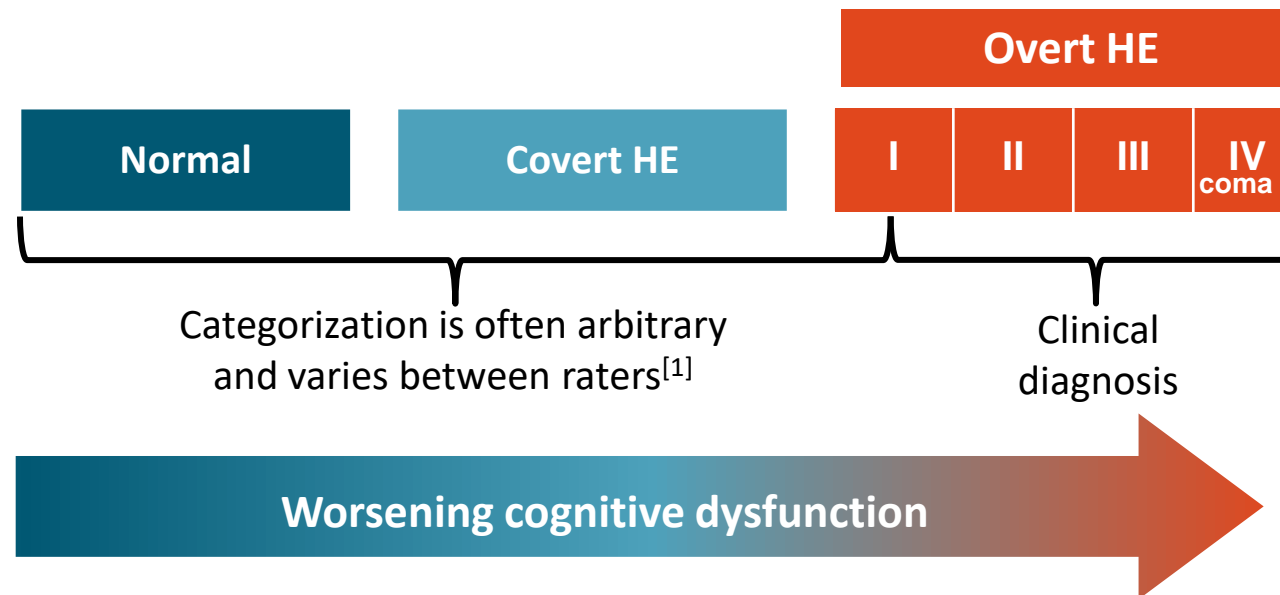 Overt HE
Normal
Covert HE
I
II
III
IV
coma
Categorization is often arbitrary
and varies between raters[1]
Clinical
diagnosis
Worsening cognitive dysfunction